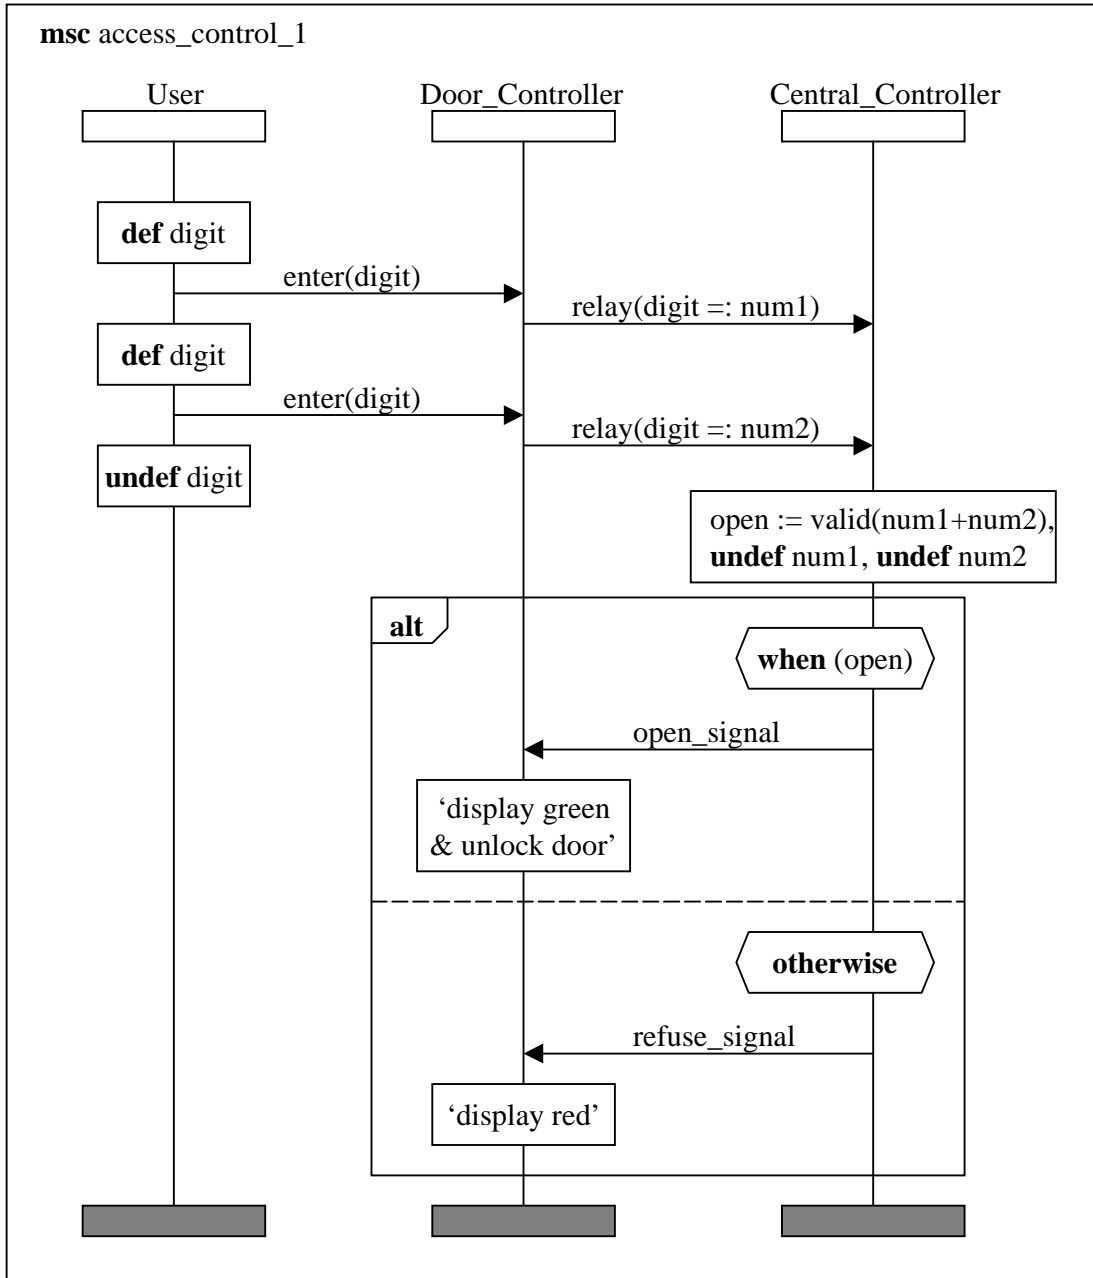 msc access_control_1
User
Door_Controller
Central_Controller
def digit
enter(digit)
relay(digit =: num1)
def digit
enter(digit)
relay(digit =: num2)
undef digit
open := valid(num1+num2),
undef num1, undef num2
alt
when (open)
open_signal
‘display green
& unlock door’
otherwise
refuse_signal
‘display red’